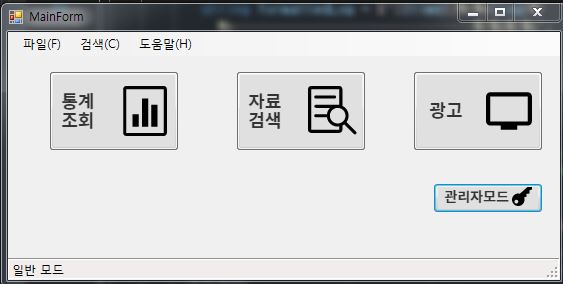 MainForm
파일(F) 검색(C) 도움말(H)
통계
조회
자료
검색
광고
관리자모드
일반 모드